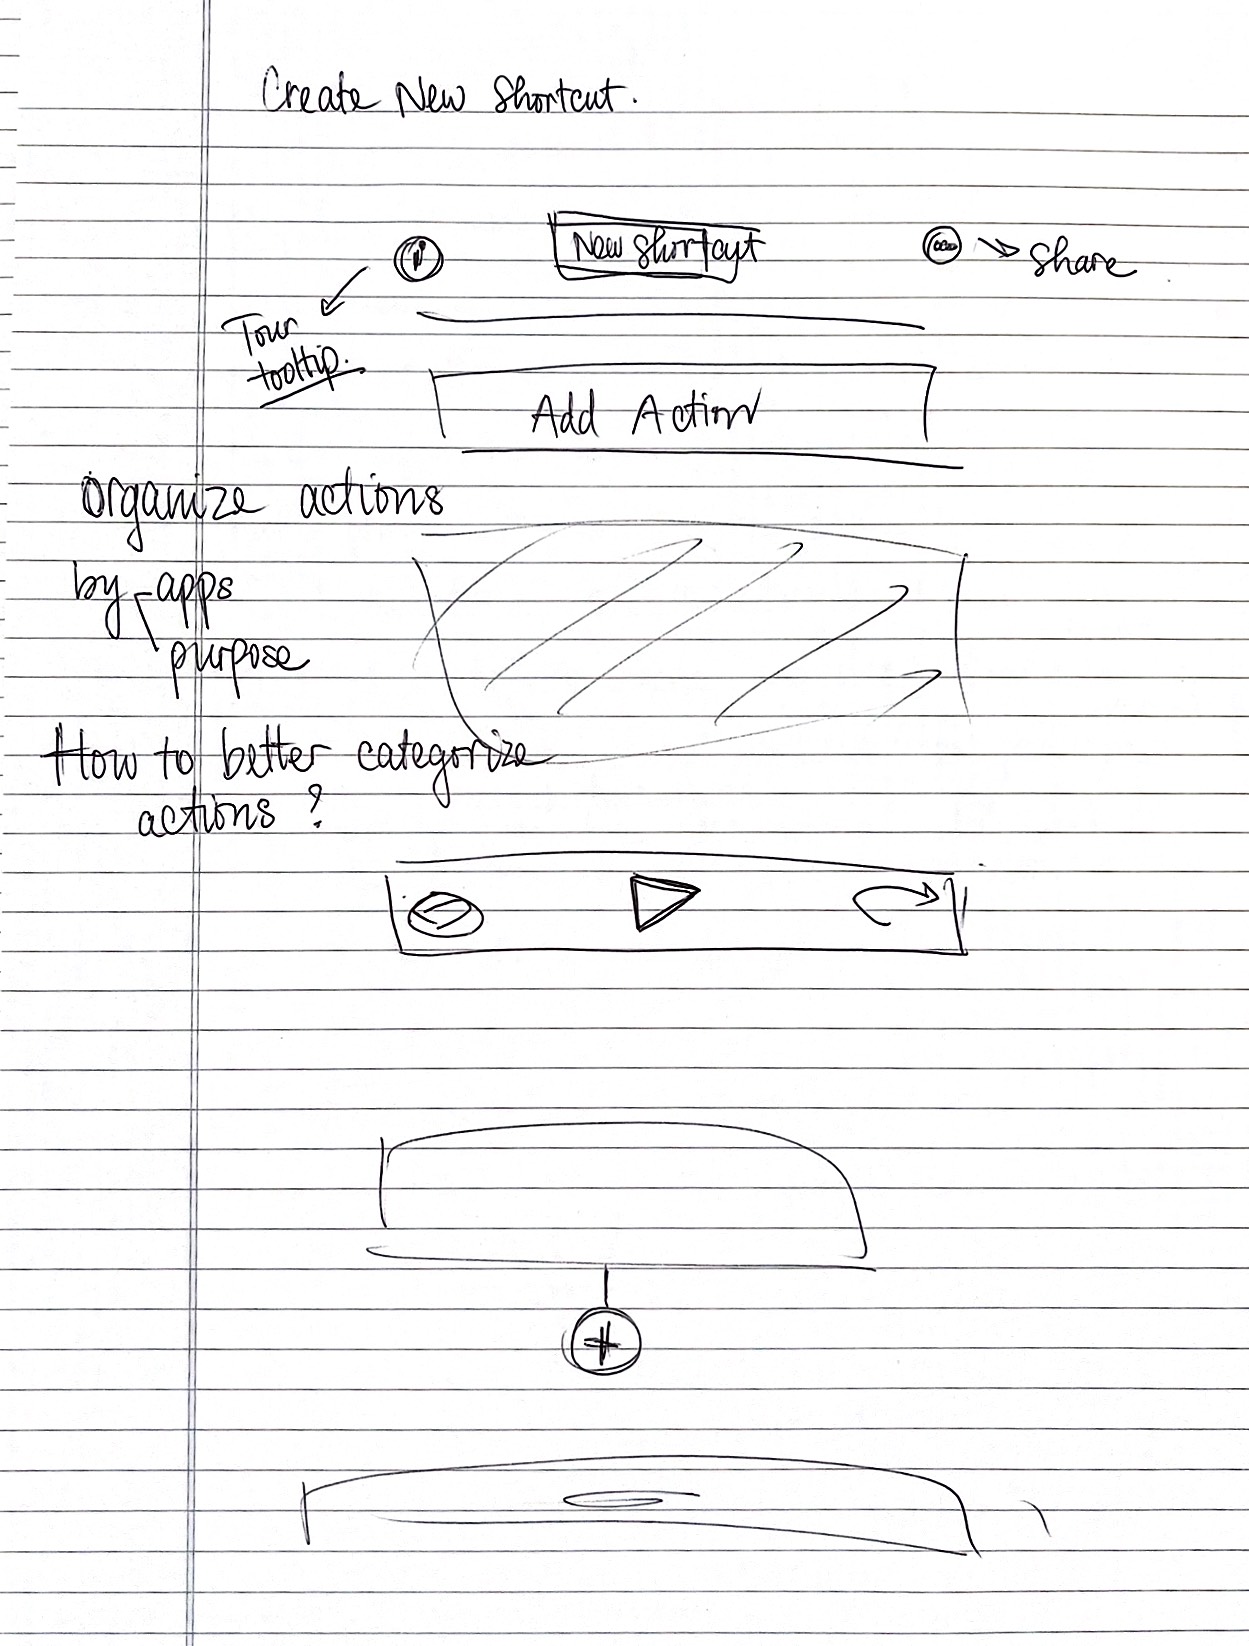 Create New Shortcut.
New Shortcut
Share
Tour
tooltip.
Add Action
organize actions
by apps
purpose
How to better categorize
actions ?